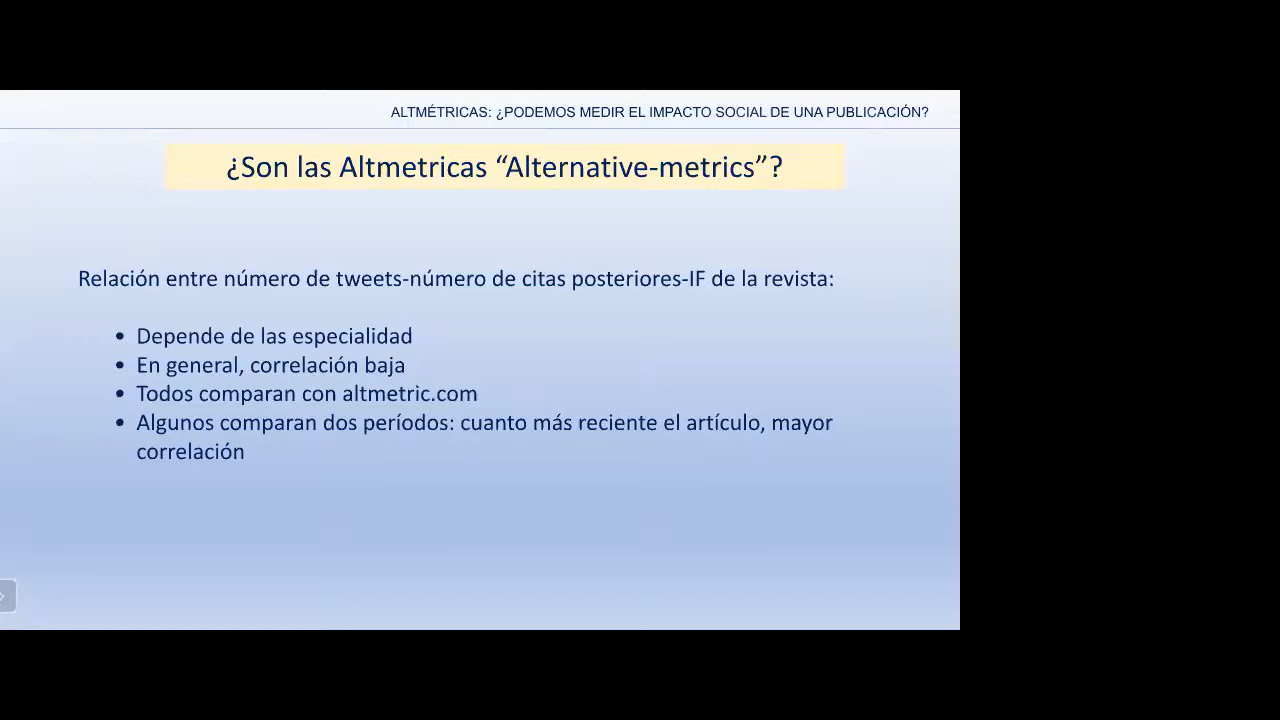 ALTMÉTRICAS: ¿PODEMOS MEDIR EL IMPACTO SOCIAL DE UNA PUBLICACIÓN?
¿Son las Altmetricas “Alternative-metrics”?
Relación entre número de tweets-número de citas posteriores-IF de la revista:
• Depende de las especialidad
• En general, correlación baja
• Todos comparan con altmetric.com
• Algunos comparan dos períodos: cuanto más reciente el artículo, mayor
correlación